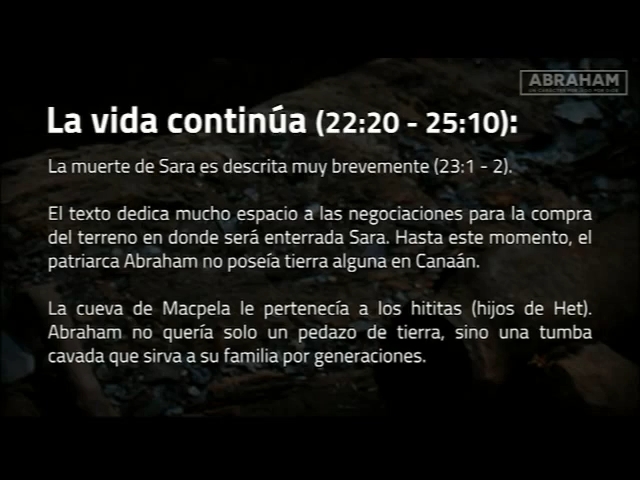 ABRAHAM
La vida continúa (22:20 - 25:10):
La muerte de Sara es descrita muy brevemente (23:1 - 2).
El texto dedica mucho espacio a las negociaciones para la compra
del terreno en donde será enterrada Sara. Hasta este momento, el
patriarca Abraham no poseía tierra alguna en Canaán.
La cueva de Macpela le pertenecía a los hititas (hijos de Het).
Abraham no quería solo un pedazo de tierra, sino una tumba
cavada que sirva a su familia por generaciones.